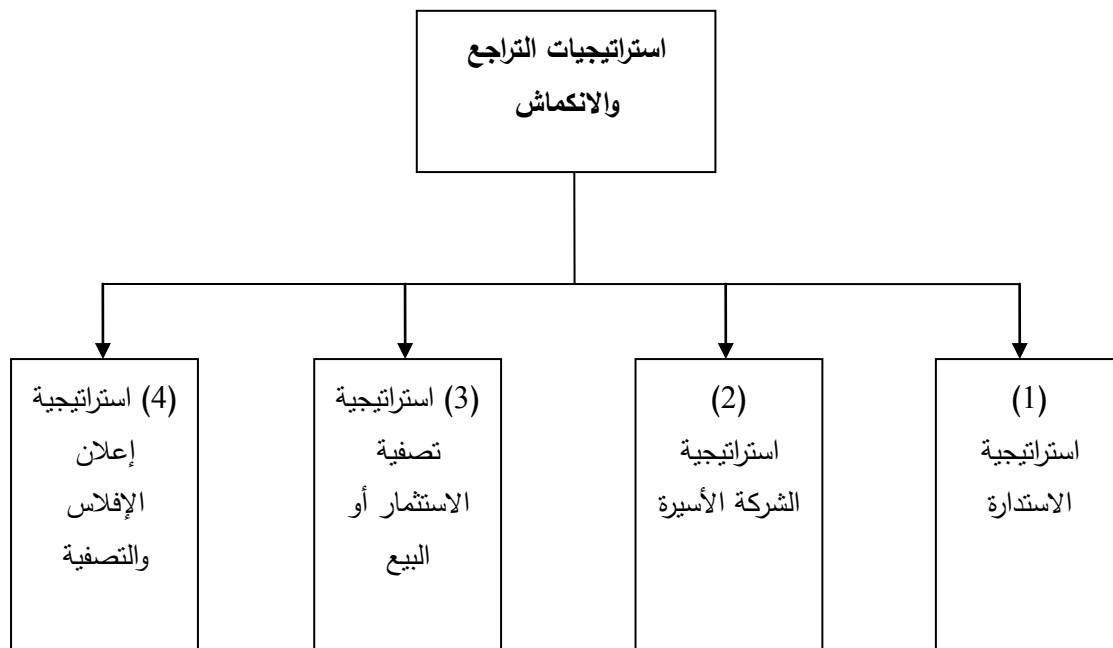 استراتيجيات التراجع
والانكماش
(1)
استراتيجية
الاستدارة
(2)
استراتيجية
الشركة الأسيرة
(3) استراتيجية
تصفية
الاستثمار أو
البيع
(4) استراتيجية
إعلان
الإفلاس
والتصفية